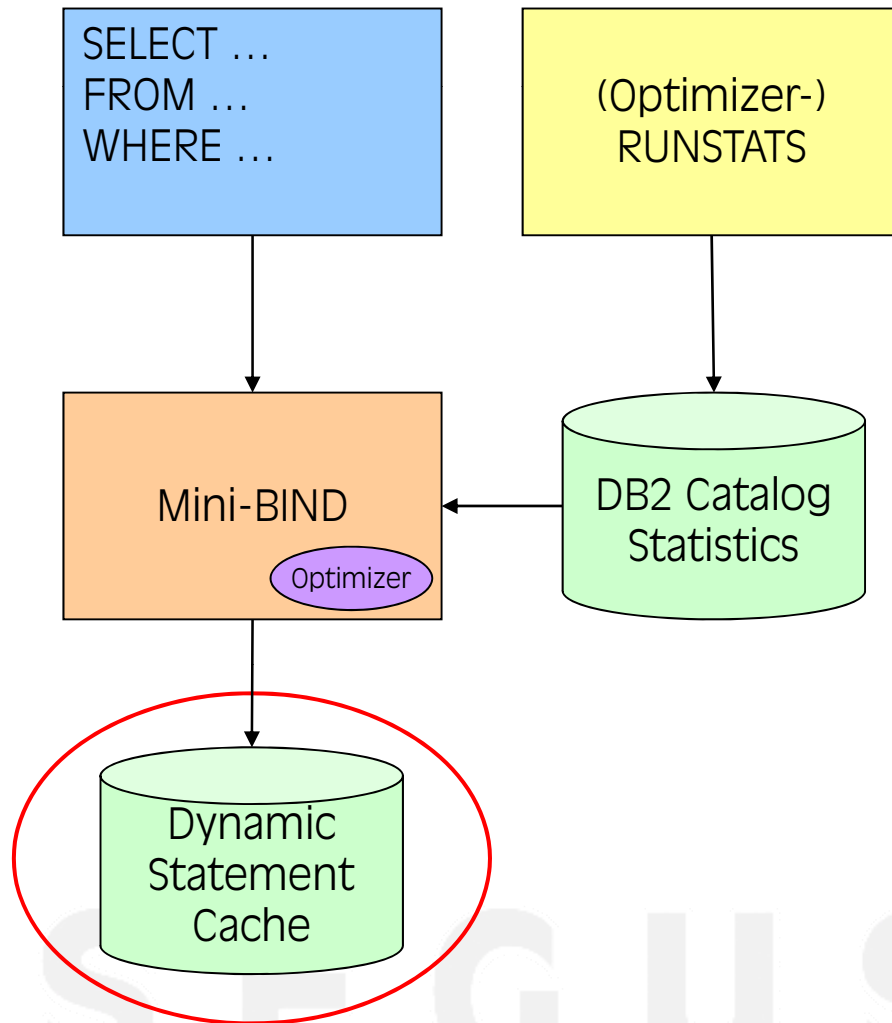 SELECT …
FROM …
WHERE …
(Optimizer-)
RUNSTATS
Mini-BIND
Optimizer
DB2 Catalog
Statistics
Dynamic
Statement
Cache
S E G U S